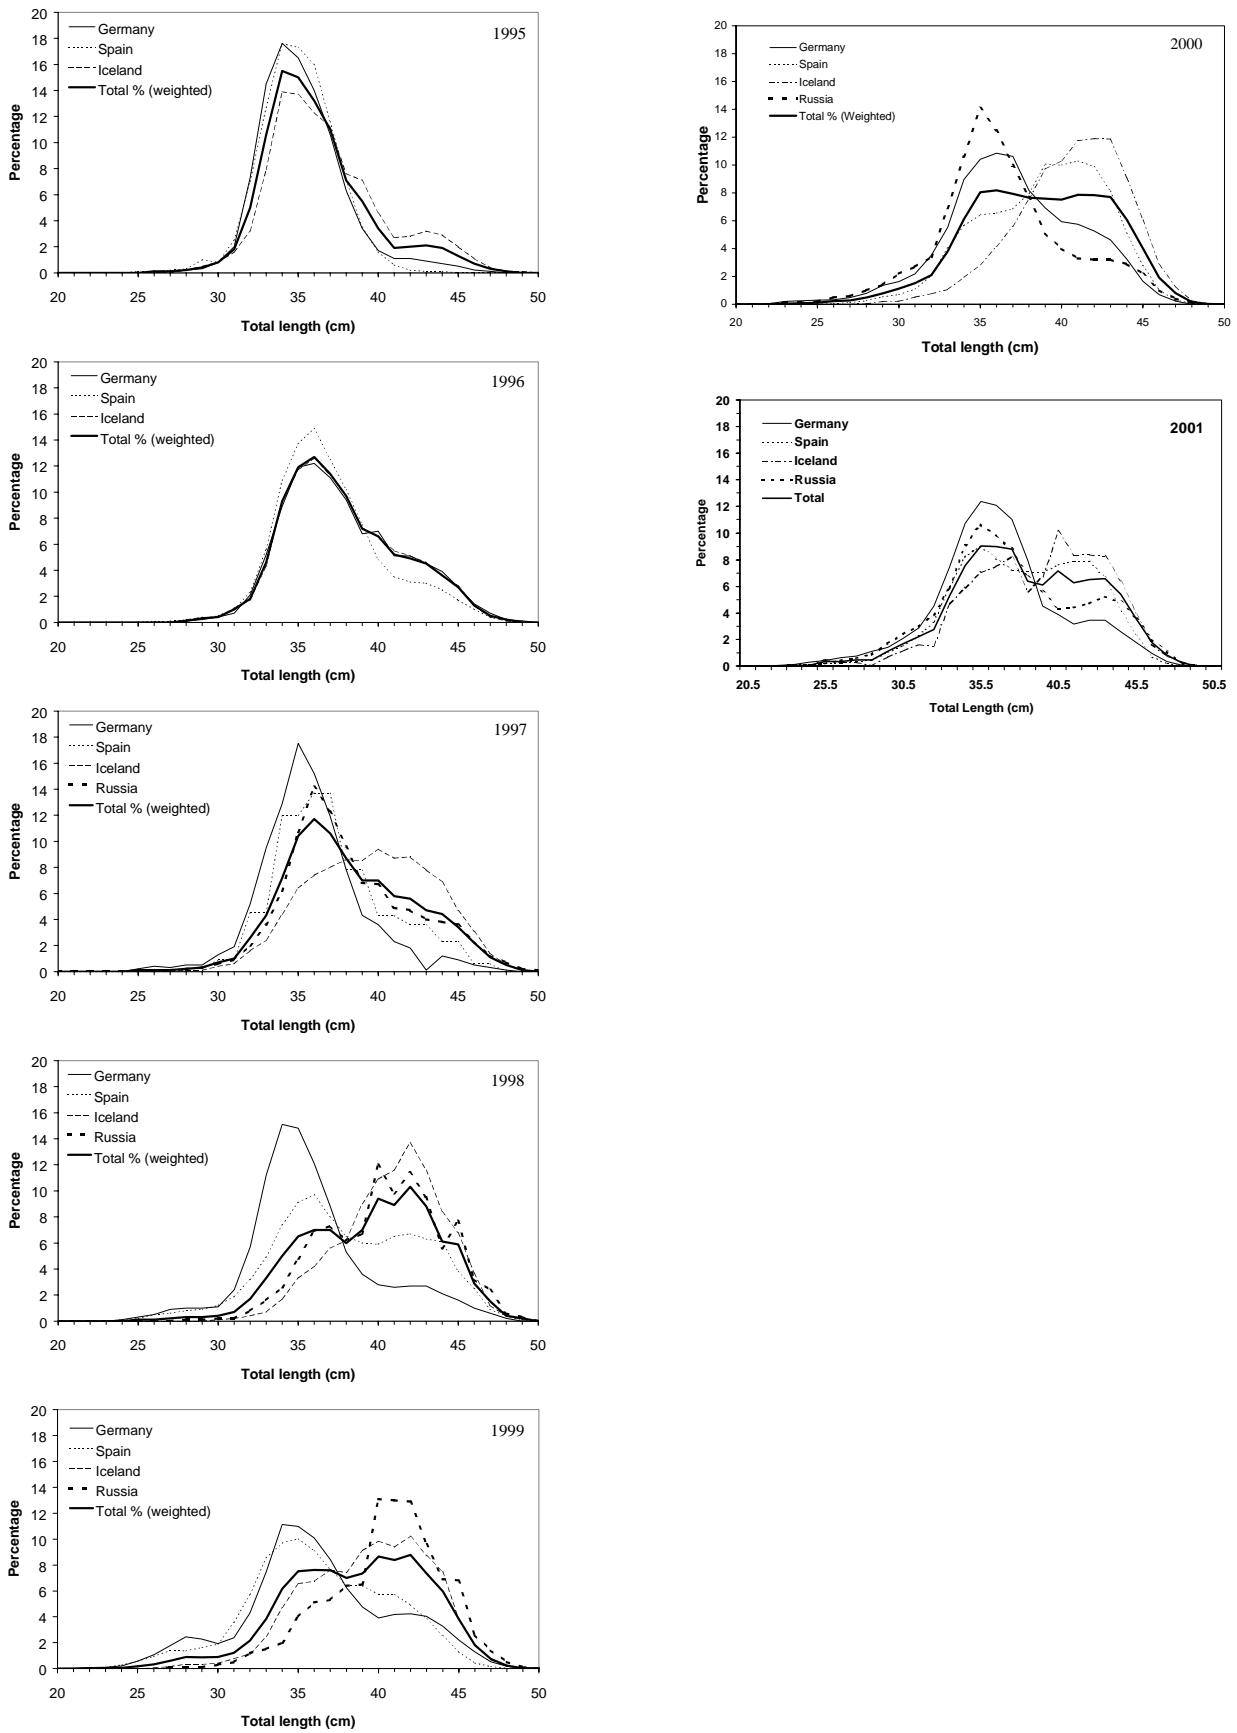 1995
Germany
Spain
Iceland
Total % (weighted)
Percentage
20
18
16
14
12
10
8
6
4
2
0
20 25 30 35 40 45 50
Total length (cm)
1996
Germany
Spain
Iceland
Total % (weighted)
Percentage
20
18
16
14
12
10
8
6
4
2
0
20 25 30 35 40 45 50
Total length (cm)
1997
Germany
Spain
Iceland
Russia
Total % (weighted)
Percentage
20
18
16
14
12
10
8
6
4
2
0
20 25 30 35 40 45 50
Total length (cm)
1998
Germany
Spain
Iceland
Russia
Total % (weighted)
Percentage
20
18
16
14
12
10
8
6
4
2
0
20 25 30 35 40 45 50
Total length (cm)
1999
Germany
Spain
Iceland
Russia
Total % (weighted)
Percentage
20
18
16
14
12
10
8
6
4
2
0
20 25 30 35 40 45 50
Total length (cm)
2000
Germany
Spain
Iceland
Russia
Total % (Weighted)
Percentage
20
18
16
14
12
10
8
6
4
2
0
20 25 30 35 40 45 50
Total length (cm)
2001
Germany
Spain
Iceland
Russia
Total
Percentage
20
18
16
14
12
10
8
6
4
2
0
20.5 25.5 30.5 35.5 40.5 45.5 50.5
Total Length (cm)